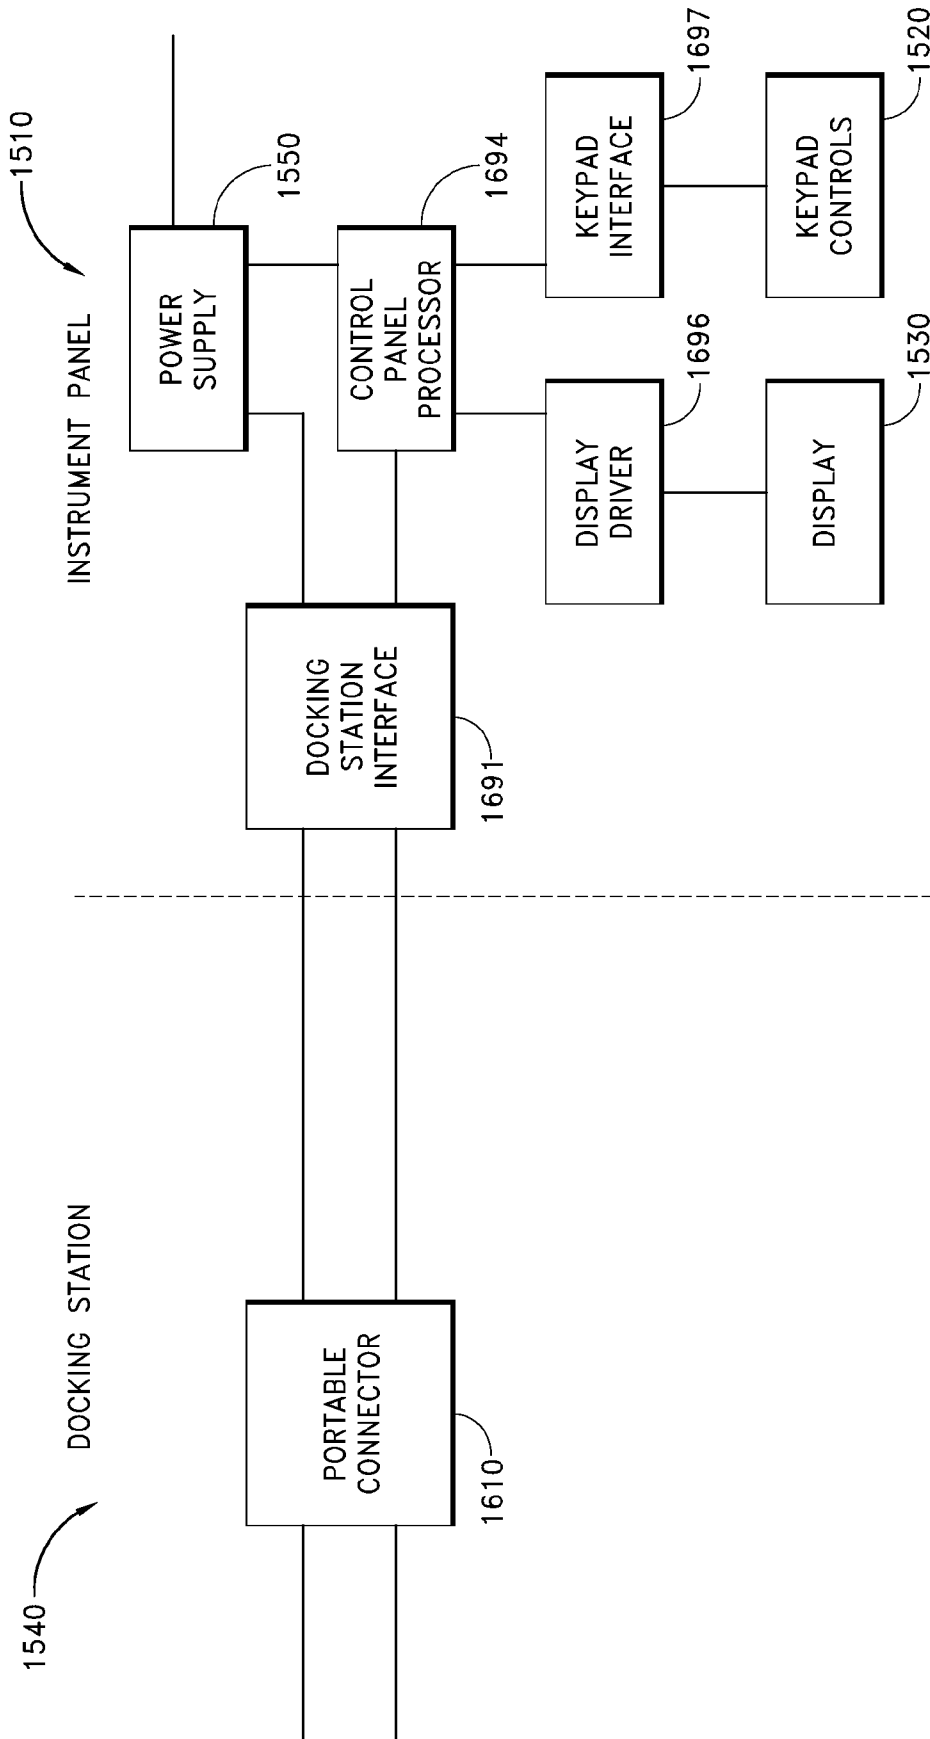 1540
DOCKING STATION
1510
INSTRUMENT PANEL
PORTABLE
CONNECTOR
1610
DOCKING
STATION
INTERFACE
1691
POWER
SUPPLY
1550
CONTROL
PANEL
PROCESSOR
1694
DISPLAY
DRIVER
1696
KEYPAD
INTERFACE
1697
DISPLAY
1530
KEYPAD
CONTROLS
1520